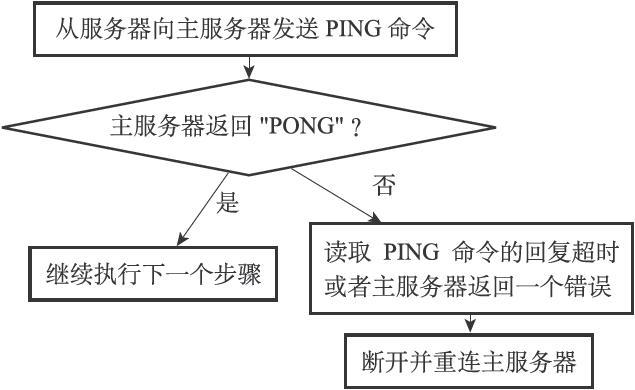 从服务器向主服务器发送 PING 命令
主服务器返回 "PONG"？
是
否
继续执行下一个步骤
读取 PING 命令的回复超时
或者主服务器返回一个错误
断开并重连主服务器